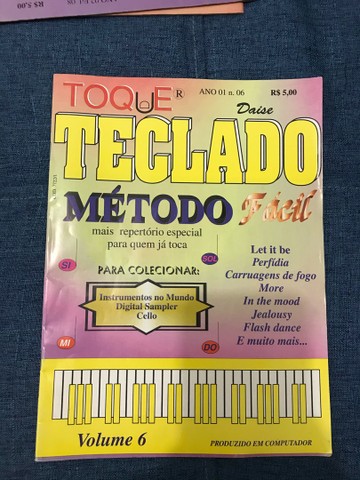 R$ 5,00
TOQUE ®
ANO 01 n. 06
R$ 5,00
Daise
TECLADO
MÉTODO Fácil
mais repertório especial
para quem já toca
SI
SOL
PARA COLECIONAR:
Instrumentos no Mundo
Digital Sampler
Cello
MI
DO
Let it be
Perfídia
Carruagens de fogo
More
In the mood
Jealousy
Flash dance
E muito mais...
Volume 6
PRODUZIDO EM COMPUTADOR